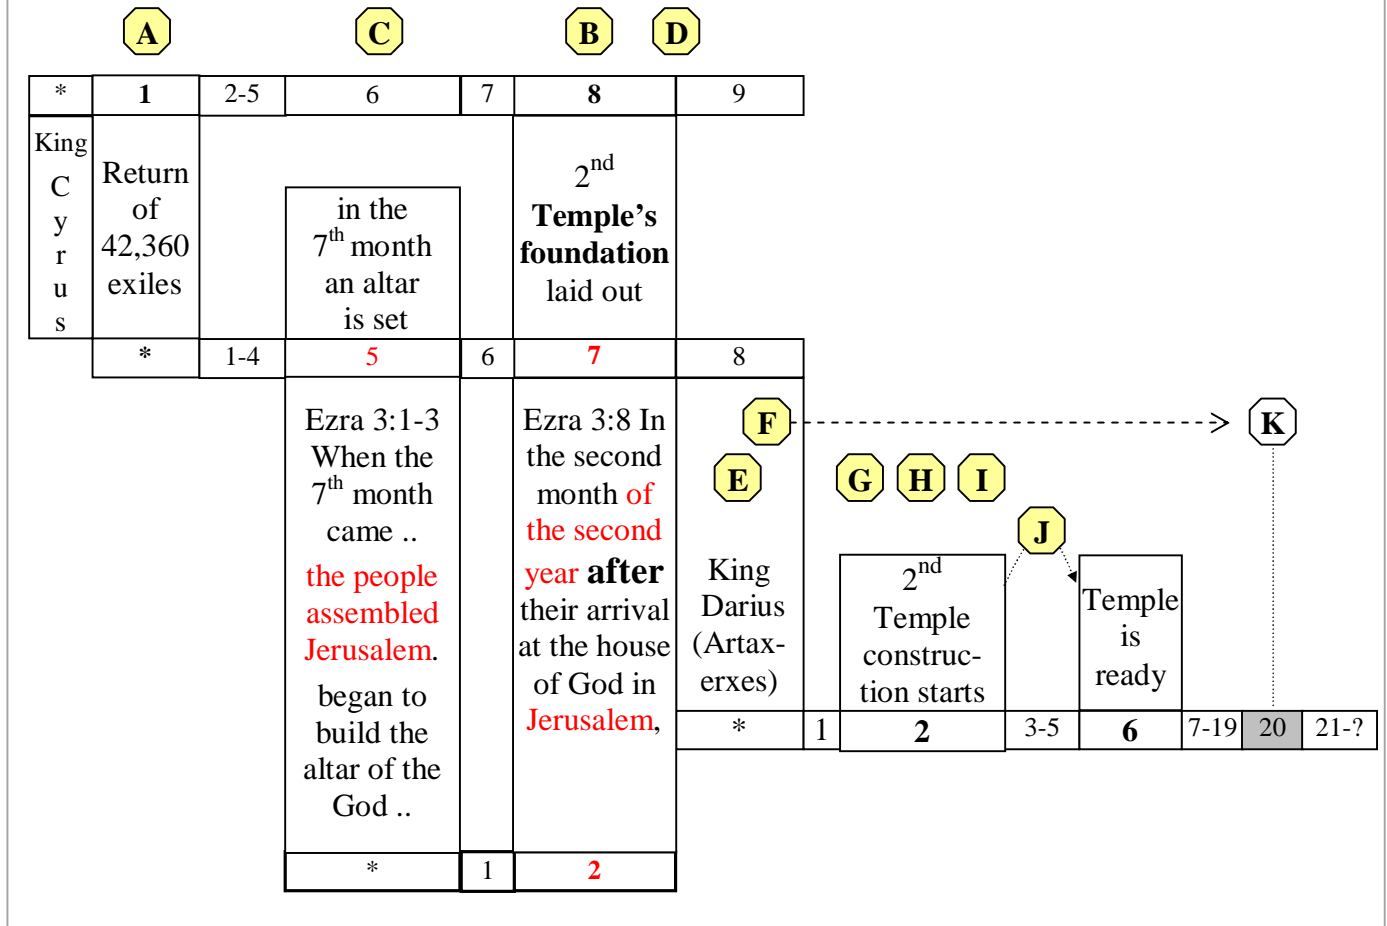 A C B D
* 1 2-5 6 7 8 9
King
C
y
r
u
s
Return
of
42,360
exiles
in the
7th month
an altar
is set
2nd
Temple’s
foundation
laid out
* 1-4 5 6 7 8
Ezra 3:1-3
When the
7th month
came ..
the people
assembled
Jerusalem.
began to
build the
altar of the
God ..
Ezra 3:8 In
the second
month of
the second
year after
their arrival
at the house
of God in
Jerusalem,
F K
E G H I
J
King
Darius
(Artax-
erxes)
2nd
Temple
construc-
tion starts
Temple
is
ready
* 1 2 3-5 6 7-19 20 21-?
* 1 2